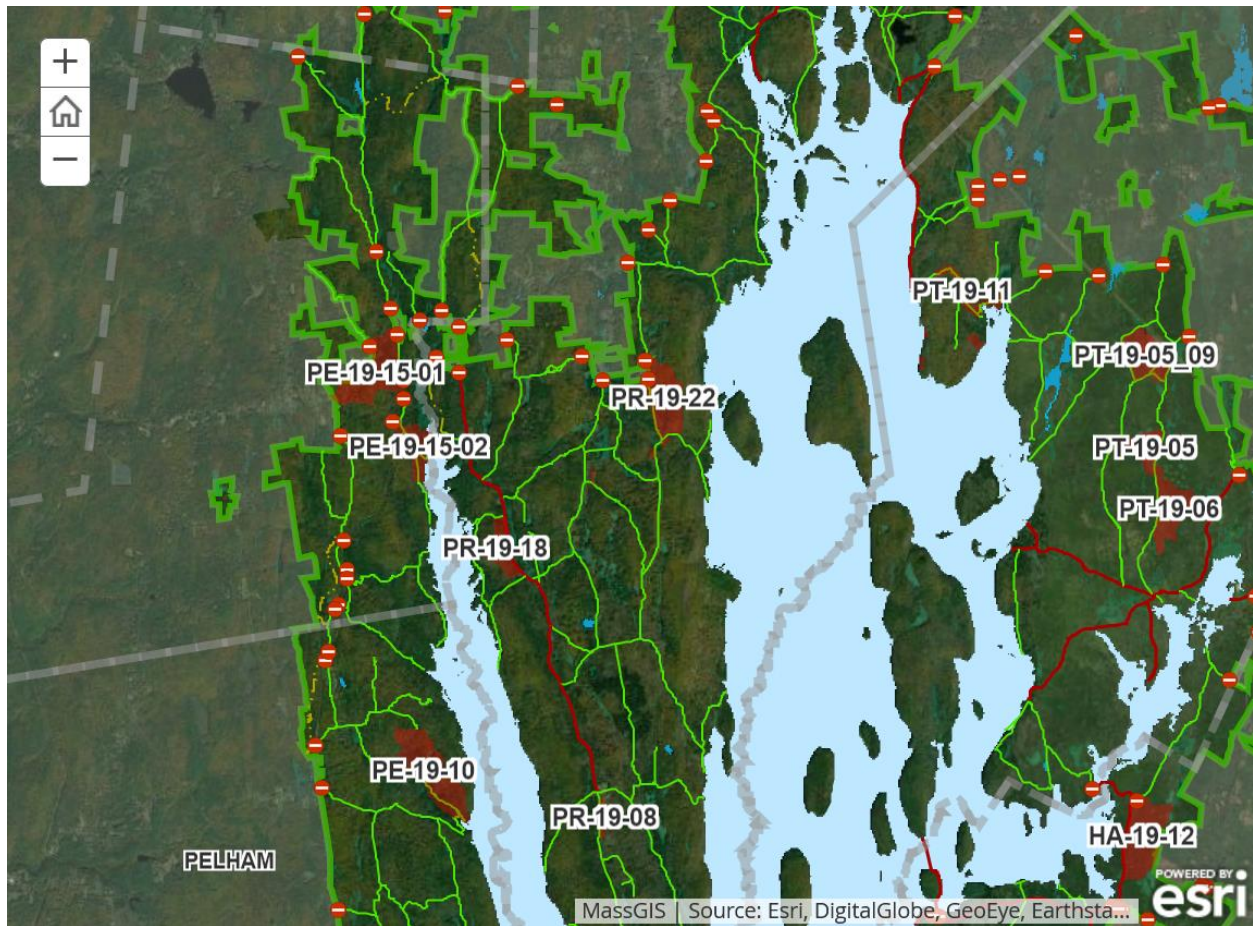 +
−
PT-19-11
PT-19-05_09
PE-19-15-01
PR-19-22
PE-19-15-02
PT-19-05
PT-19-06
PR-19-18
PE-19-10
PR-19-08
HA-19-12
PELHAM
POWERED BY
esri
MassGIS | Source: Esri, DigitalGlobe, GeoEye, Earthsta...